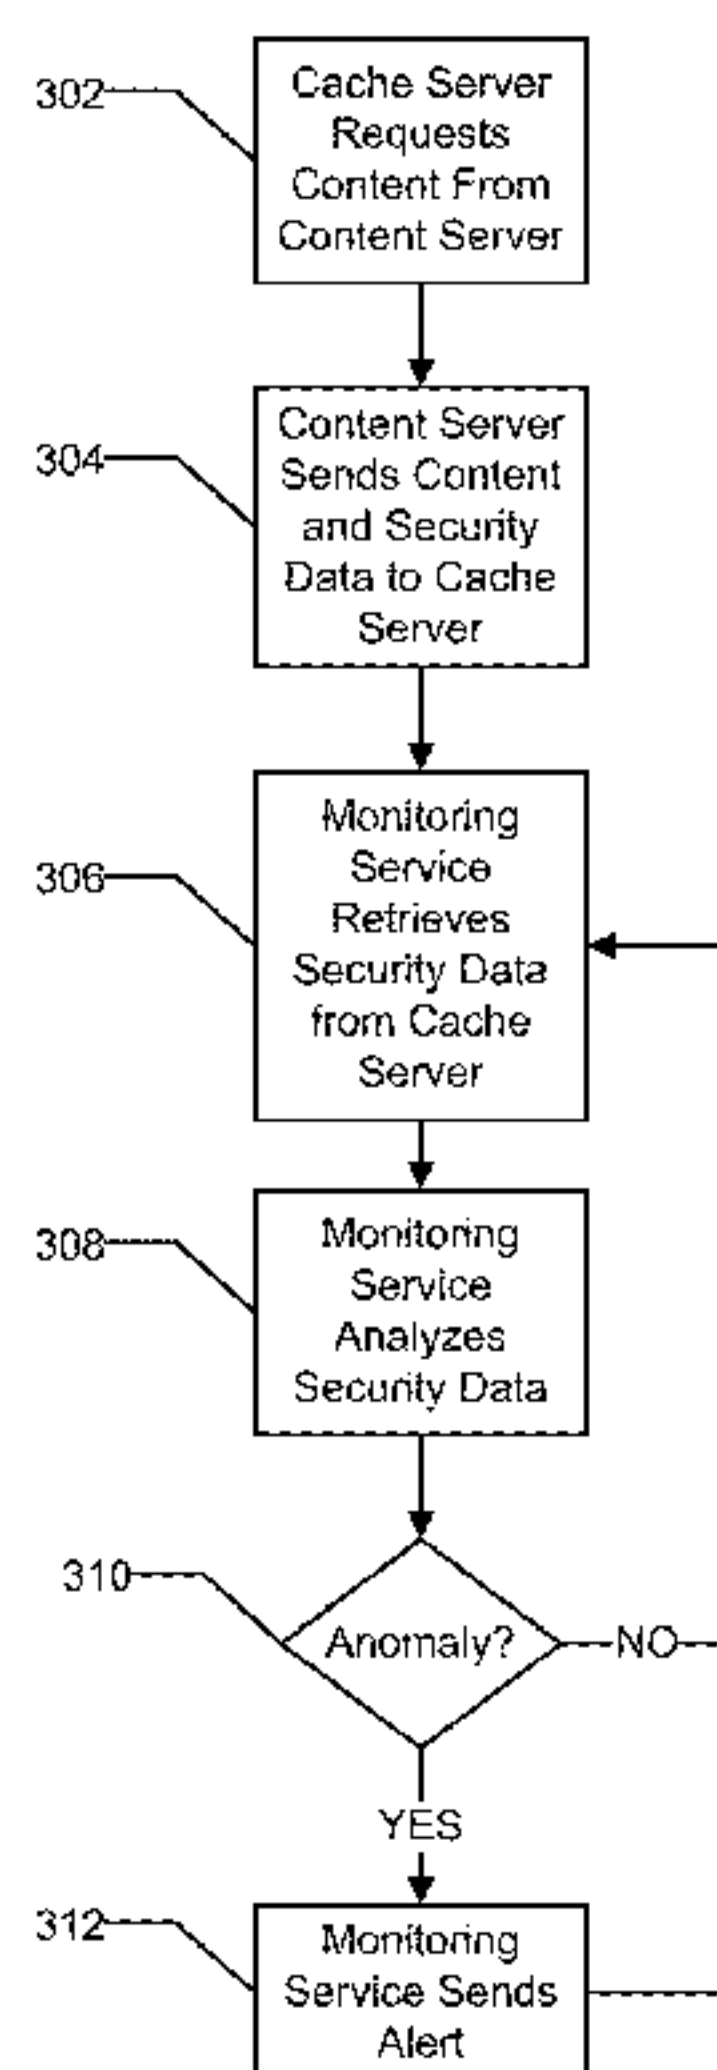 302
Cache Server
Requests
Content From
Content Server
304
Content Server
Sends Content
and Security
Data to Cache
Server
306
Monitoring
Service
Retrieves
Security Data
from Cache
Server
308
Monitoring
Service
Analyzes
Security Data
310
Anomaly?
NO
YES
312
Monitoring
Service Sends
Alert